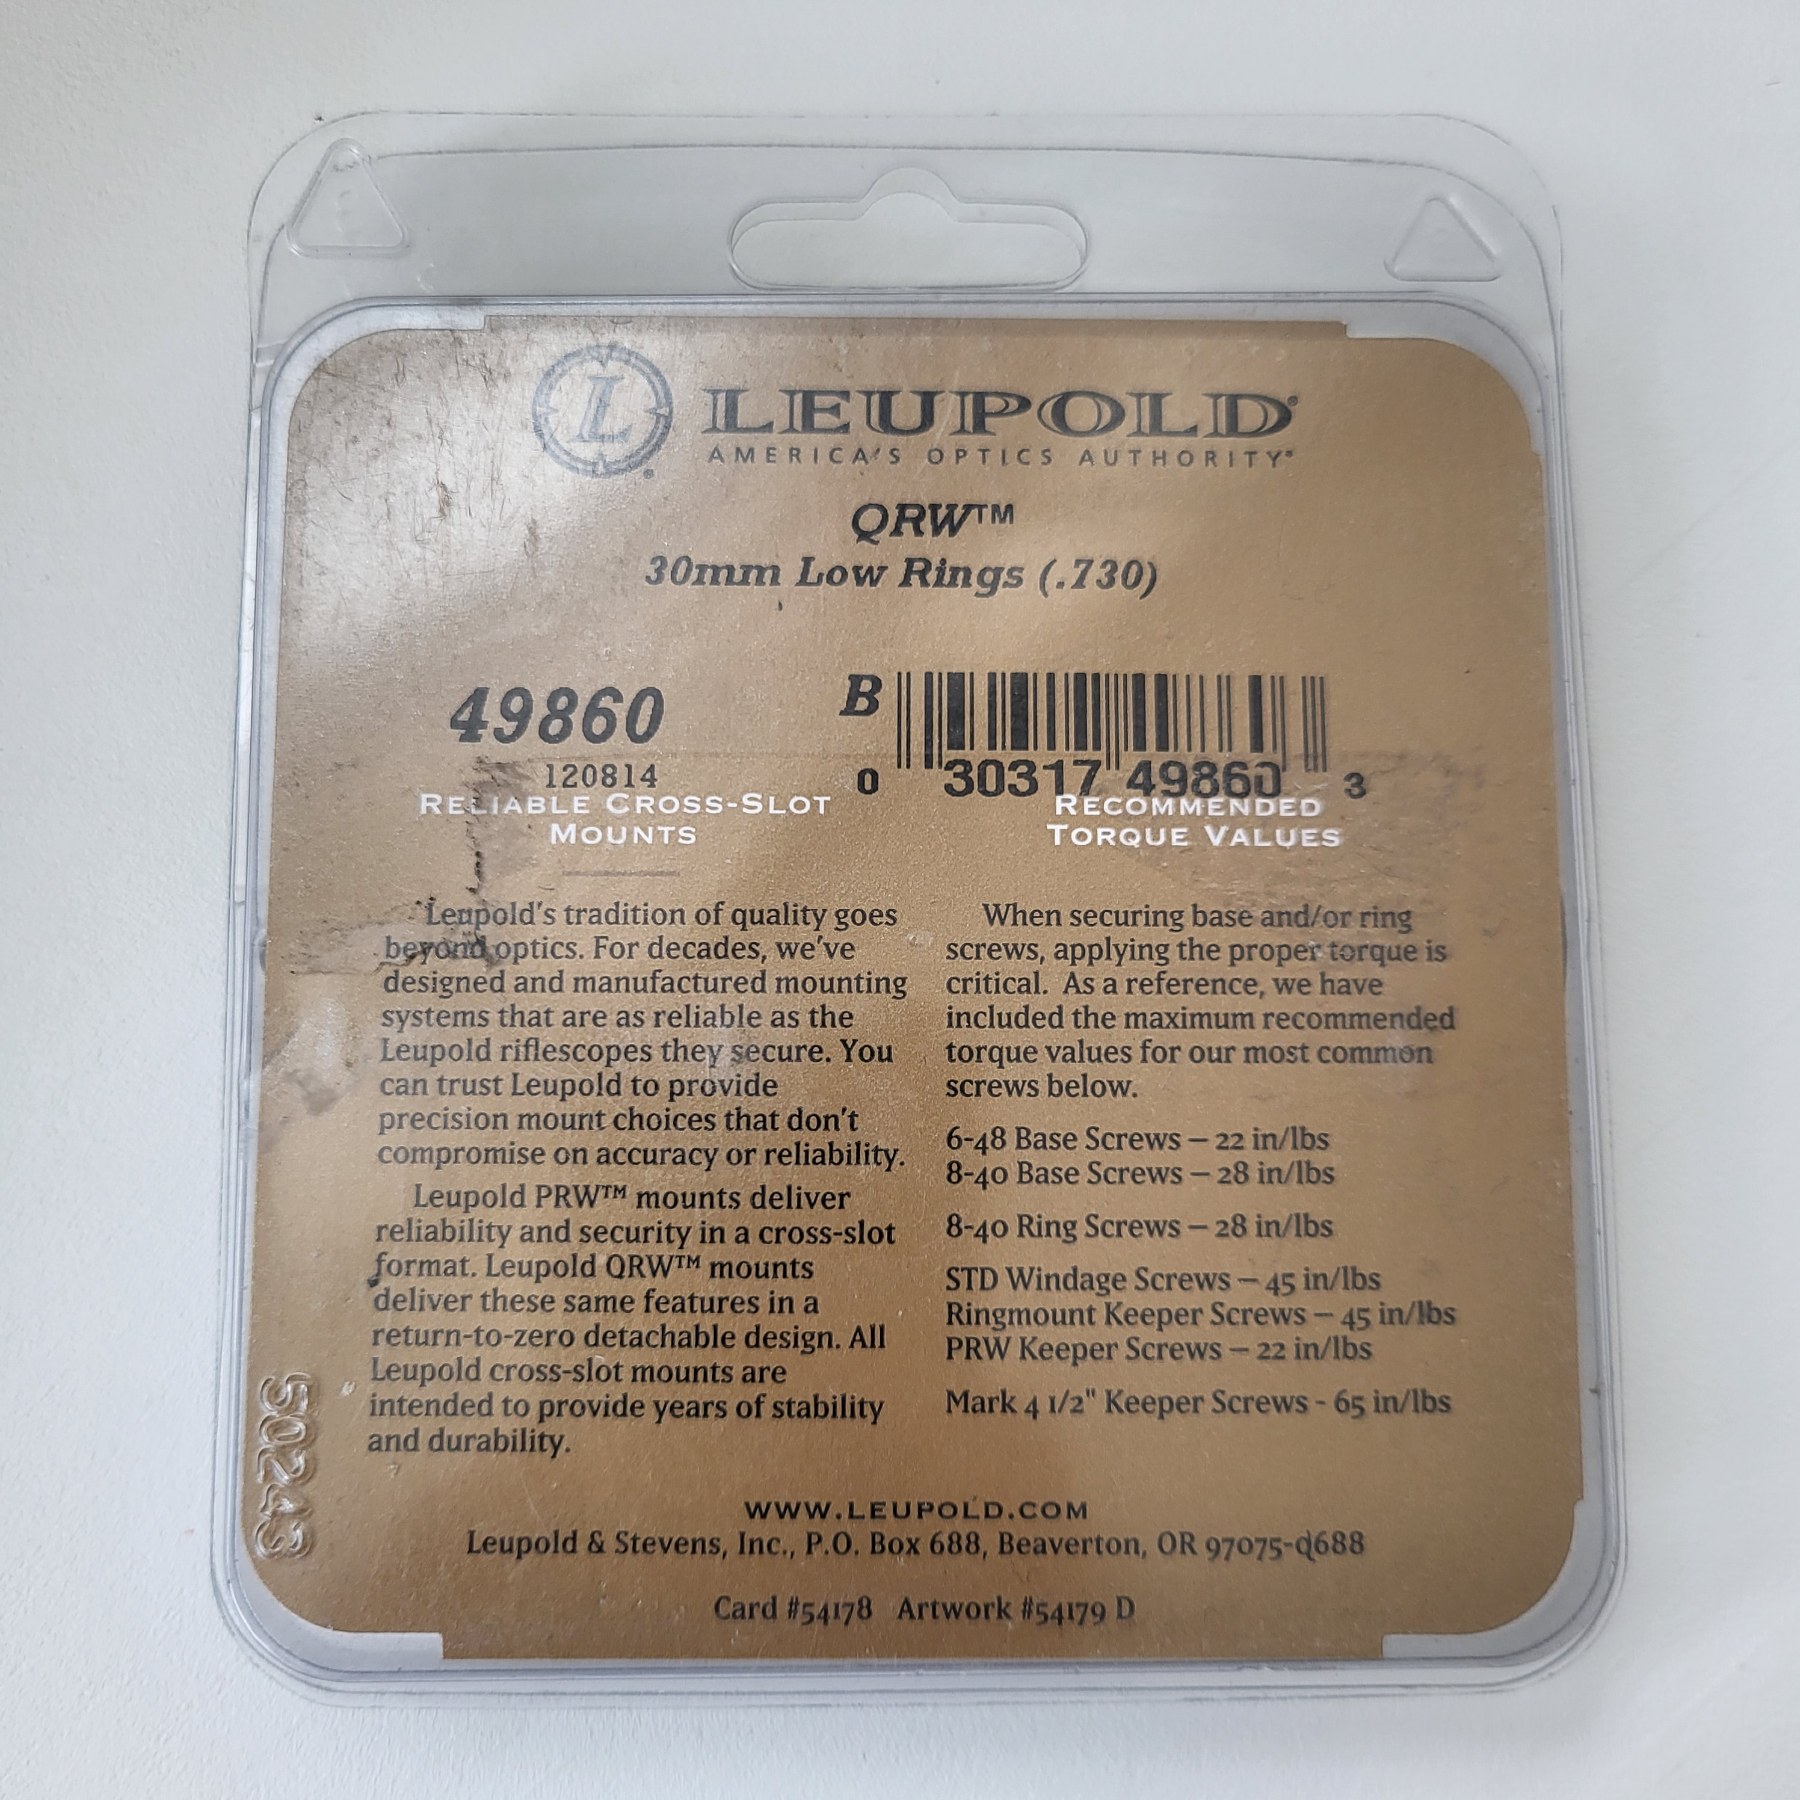 L
LEUPOLD®
AMERICA'S OPTICS AUTHORITY®
QRW™
30mm Low Rings (.730)
49860
120814
B
0 30317 49860 3
RELIABLE CROSS-SLOT
MOUNTS
Leupold's tradition of quality goes
beyond optics. For decades, we've
designed and manufactured mounting
systems that are as reliable as the
Leupold riflescopes they secure. You
can trust Leupold to provide
precision mount choices that don't
compromise on accuracy or reliability.
Leupold PRW™ mounts deliver
reliability and security in a cross-slot
format. Leupold QRW™ mounts
deliver these same features in a
return-to-zero detachable design. All
Leupold cross-slot mounts are
intended to provide years of stability
and durability.
RECOMMENDED
TORQUE VALUES
When securing base and/or ring
screws, applying the proper torque is
critical. As a reference, we have
included the maximum recommended
torque values for our most common
screws below.
6-48 Base Screws – 22 in/lbs
8-40 Base Screws – 28 in/lbs
8-40 Ring Screws – 28 in/lbs
STD Windage Screws – 45 in/lbs
Ringmount Keeper Screws – 45 in/lbs
PRW Keeper Screws – 22 in/lbs
Mark 4 1/2" Keeper Screws - 65 in/lbs
50243
WWW.LEUPOLD.COM
Leupold & Stevens, Inc., P.O. Box 688, Beaverton, OR 97075-0688
Card #54178 Artwork #54179 D